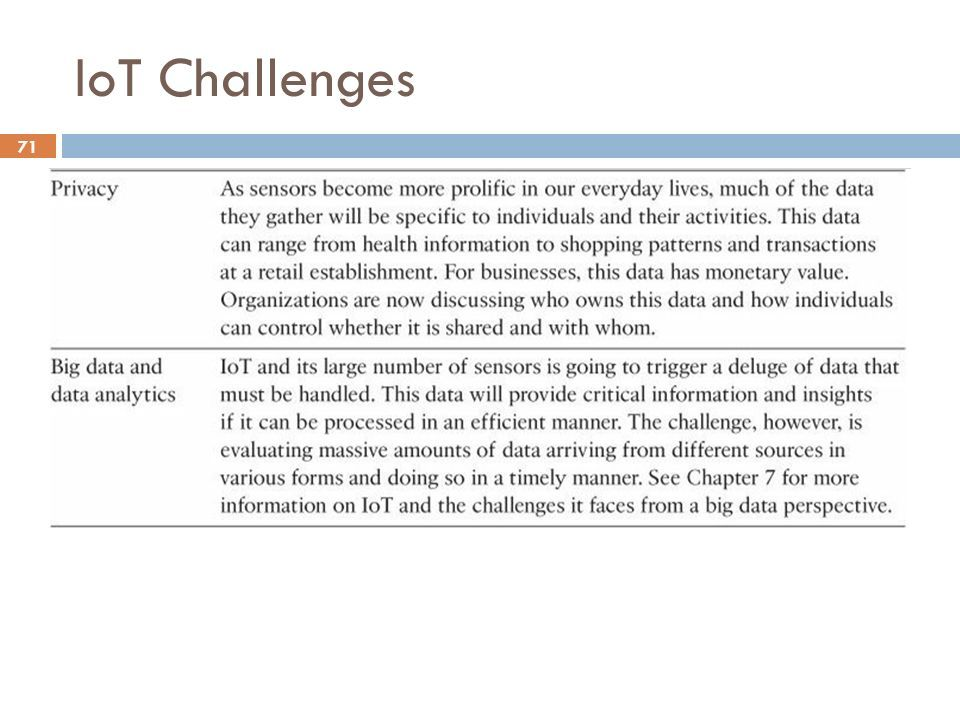 IoT Challenges
71
Privacy
As sensors become more prolific in our everyday lives, much of the data
they gather will be specific to individuals and their activities. This data
can range from health information to shopping patterns and transactions
at a retail establishment. For businesses, this data has monetary value.
Organizations are now discussing who owns this data and how individuals
can control whether it is shared and with whom.
Big data and
data analytics
IoT and its large number of sensors is going to trigger a deluge of data that
must be handled. This data will provide critical information and insights
if it can be processed in an efficient manner. The challenge, however, is
evaluating massive amounts of data arriving from different sources in
various forms and doing so in a timely manner. See Chapter 7 for more
information on IoT and the challenges it faces from a big data perspective.